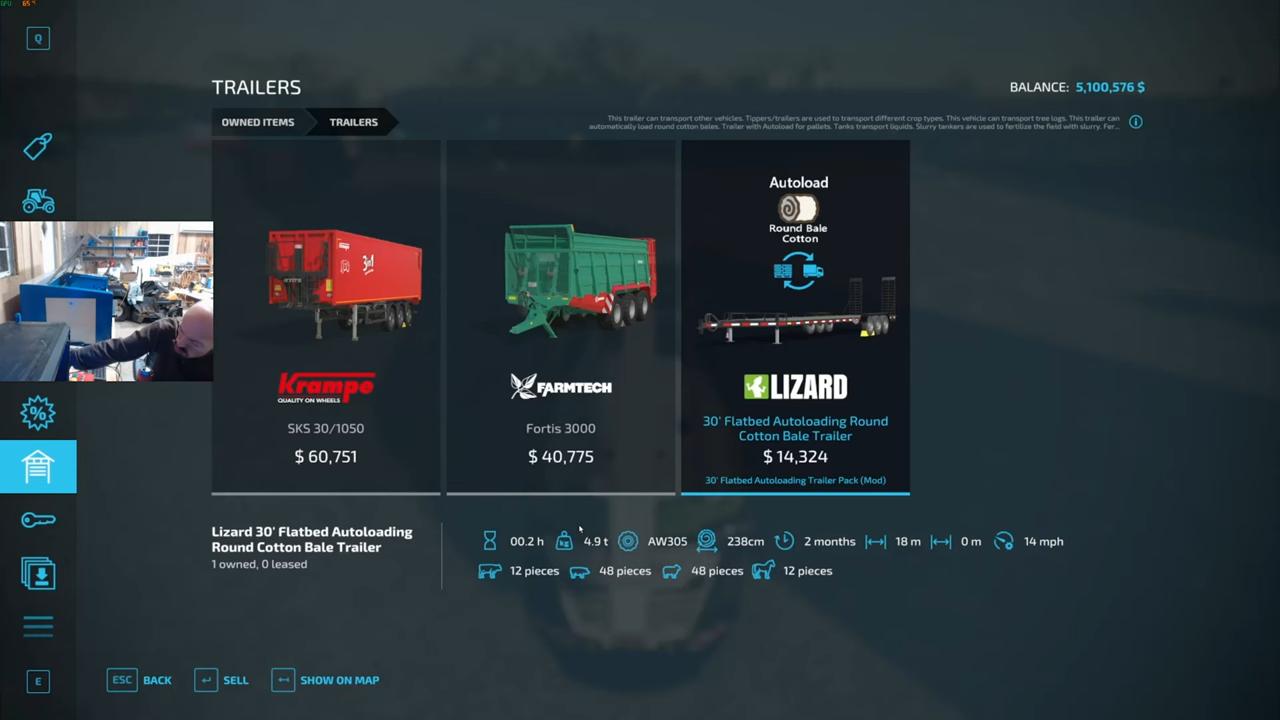 GPU 65 °C
Q
TRAILERS
BALANCE: 5,100,576 $
OWNED ITEMS
TRAILERS
This trailer can transport other vehicles. Tippers/trailers are used to transport different crop types. This vehicle can transport tree logs. This trailer can
automatically load round cotton bales. Trailer with Autoload for pallets. Tanks transport liquids. Slurry tankers are used to fertilize the field with slurry. Fer...
3in1
Krampe
QUALITY ON WHEELS
SKS 30/1050
$ 60,751
FARMTECH
Fortis 3000
$ 40,775
Autoload
Round Bale
Cotton
LIZARD
30' Flatbed Autoloading Round
Cotton Bale Trailer
$ 14,324
30' Flatbed Autoloading Trailer Pack (Mod)
Lizard 30' Flatbed Autoloading
Round Cotton Bale Trailer
1 owned, 0 leased
00.2 h
kg
4.9 t
AW305
238cm
2 months
18 m
0 m
14 mph
12 pieces
48 pieces
48 pieces
12 pieces
E
ESC BACK
SELL
SHOW ON MAP